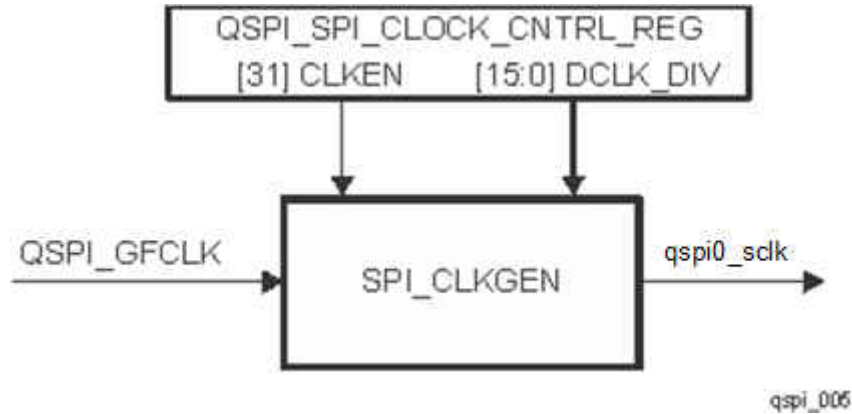 QSPI_SPI_CLOCK_CNTRL_REG
[31] CLKEN [15:0] DCLK_DIV
QSPI_GFCLK
SPI_CLKGEN
qspi0_sclk
qspi_005